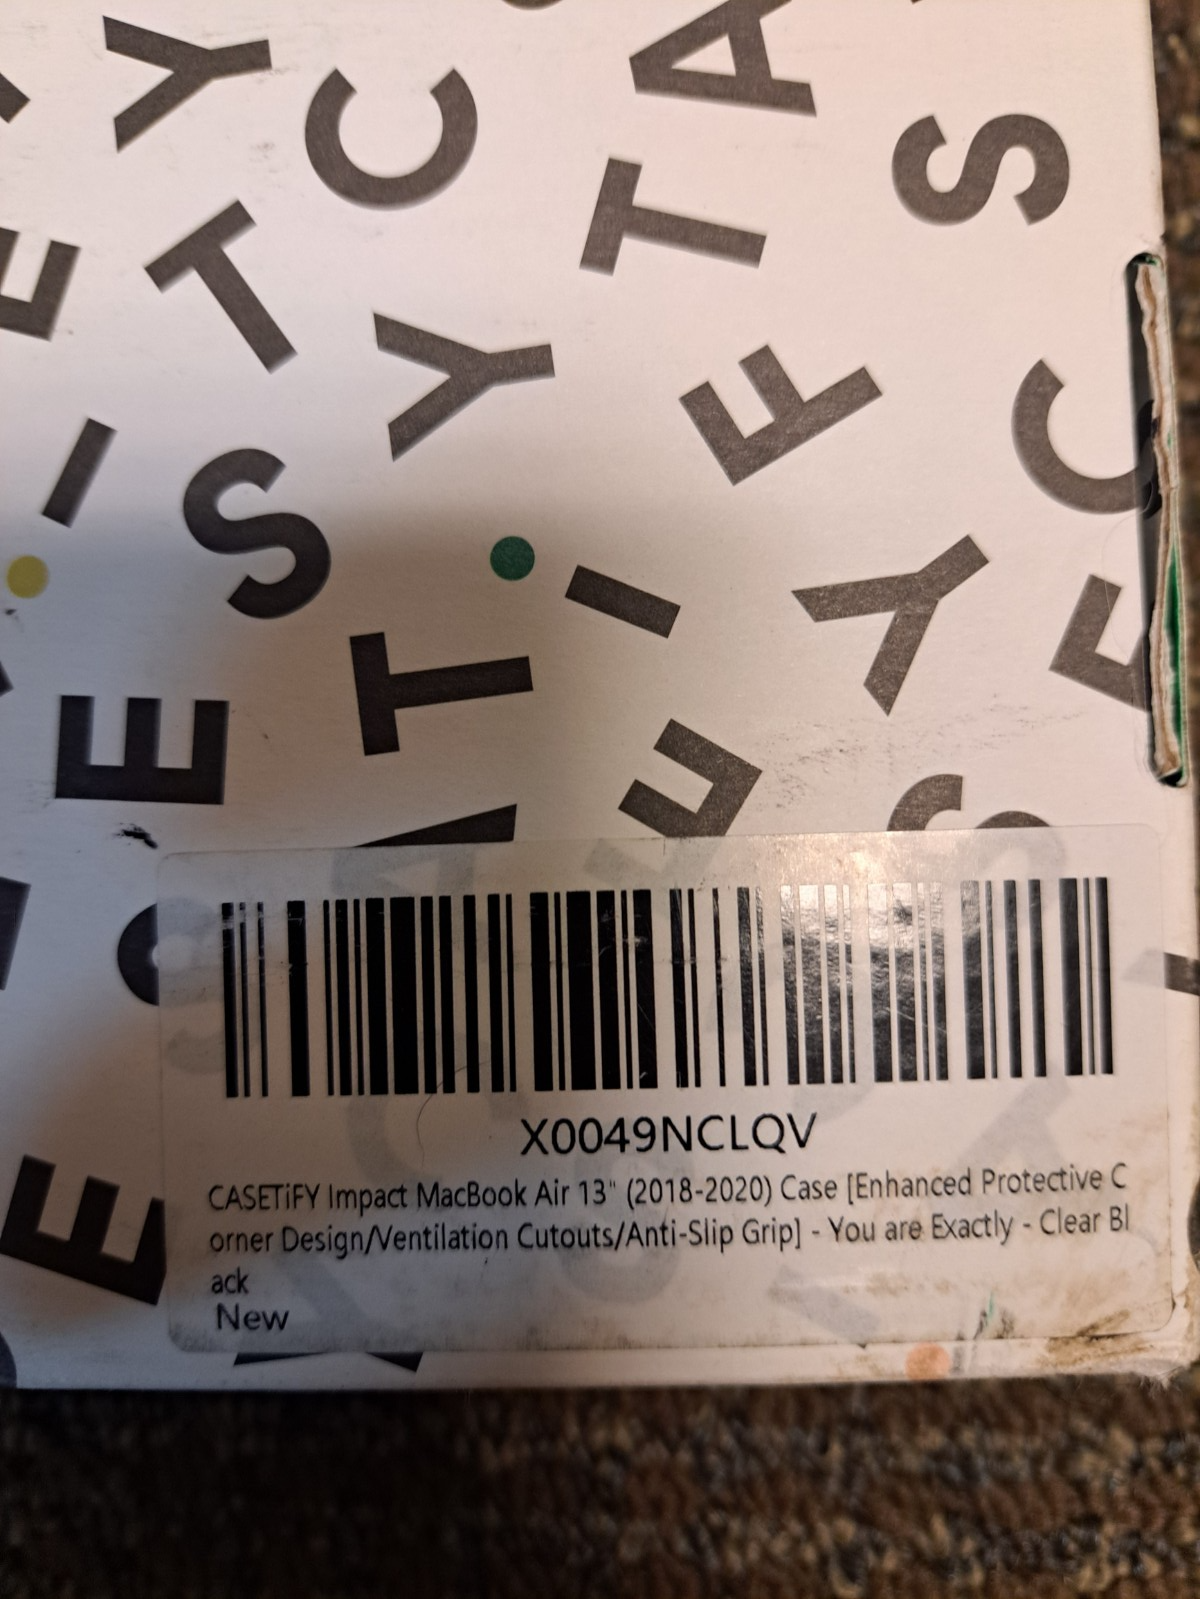 X0049NCLQV
CASETiFY Impact MacBook Air 13" (2018-2020) Case [Enhanced Protective C
orner Design/Ventilation Cutouts/Anti-Slip Grip] - You are Exactly - Clear Bl
ack
New